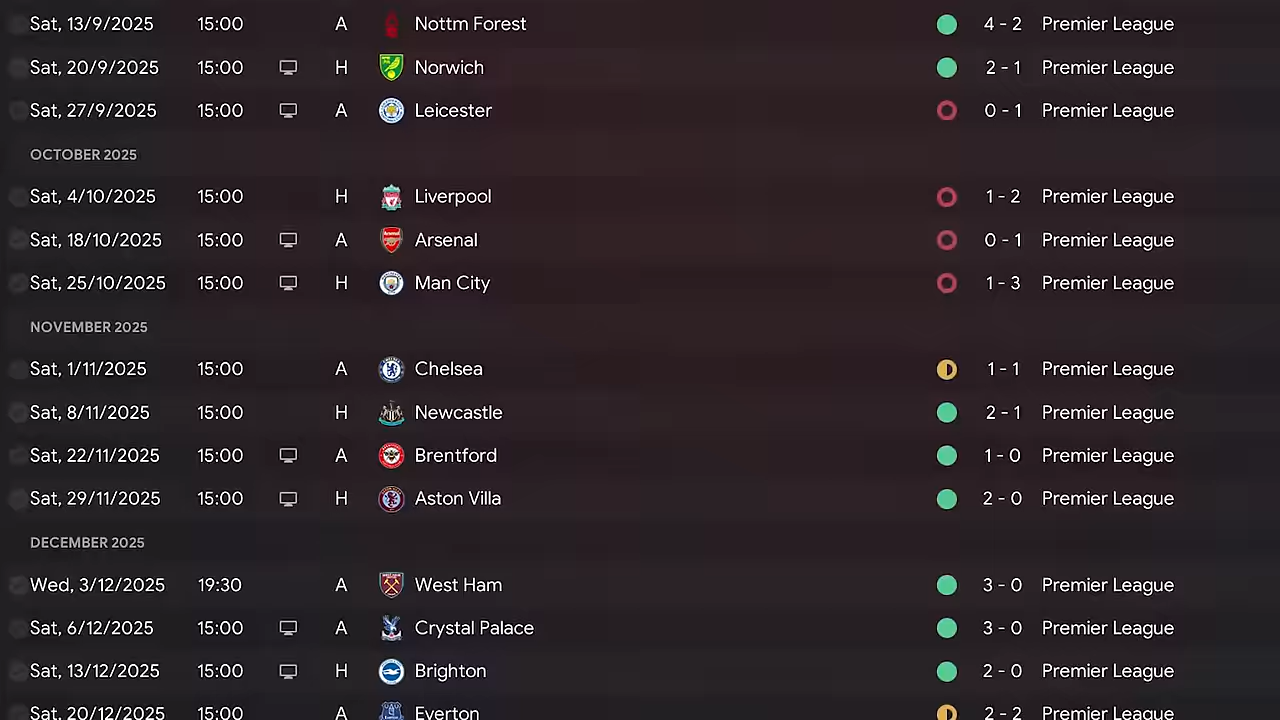 Sat, 13/9/2025 15:00 A Nottm Forest 4 - 2 Premier League
Sat, 20/9/2025 15:00 H Norwich 2 - 1 Premier League
Sat, 27/9/2025 15:00 A Leicester 0 - 1 Premier League
OCTOBER 2025
Sat, 4/10/2025 15:00 H Liverpool 1 - 2 Premier League
Sat, 18/10/2025 15:00 A Arsenal 0 - 1 Premier League
Sat, 25/10/2025 15:00 H Man City 1 - 3 Premier League
NOVEMBER 2025
Sat, 1/11/2025 15:00 A Chelsea 1 - 1 Premier League
Sat, 8/11/2025 15:00 H Newcastle 2 - 1 Premier League
Sat, 22/11/2025 15:00 A Brentford 1 - 0 Premier League
Sat, 29/11/2025 15:00 H Aston Villa 2 - 0 Premier League
DECEMBER 2025
Wed, 3/12/2025 19:30 A West Ham 3 - 0 Premier League
Sat, 6/12/2025 15:00 A Crystal Palace 3 - 0 Premier League
Sat, 13/12/2025 15:00 H Brighton 2 - 0 Premier League
Sat, 20/12/2025 15:00 A Everton 2 - 2 Premier League